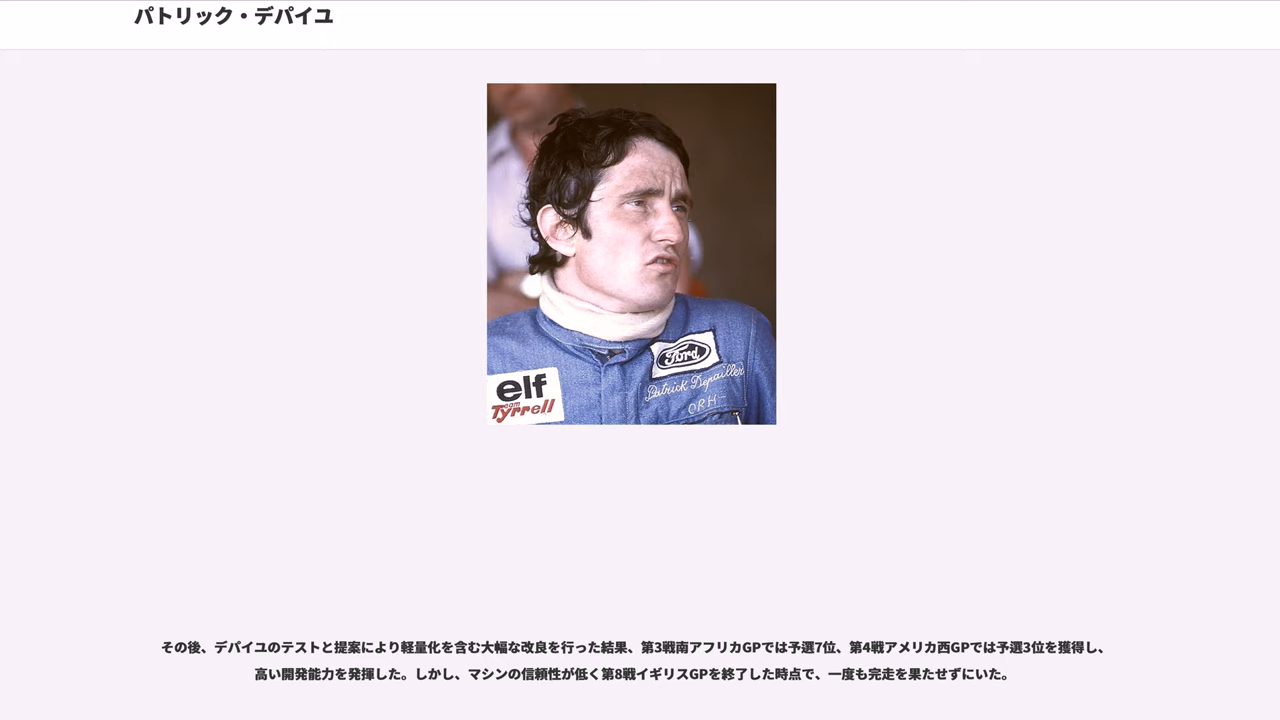 パトリック・デパイユ
Ford
Patrick Depailler
ORH-
elf
team
Tyrrell
その後、デパイユのテストと提案により軽量化を含む大幅な改良を行った結果、第3戦南アフリカGPでは予選7位、第4戦アメリカ西GPでは予選3位を獲得し、
高い開発能力を発揮した。しかし、マシンの信頼性が低く第8戦イギリスGPを終了した時点で、一度も完走を果たせずにいた。